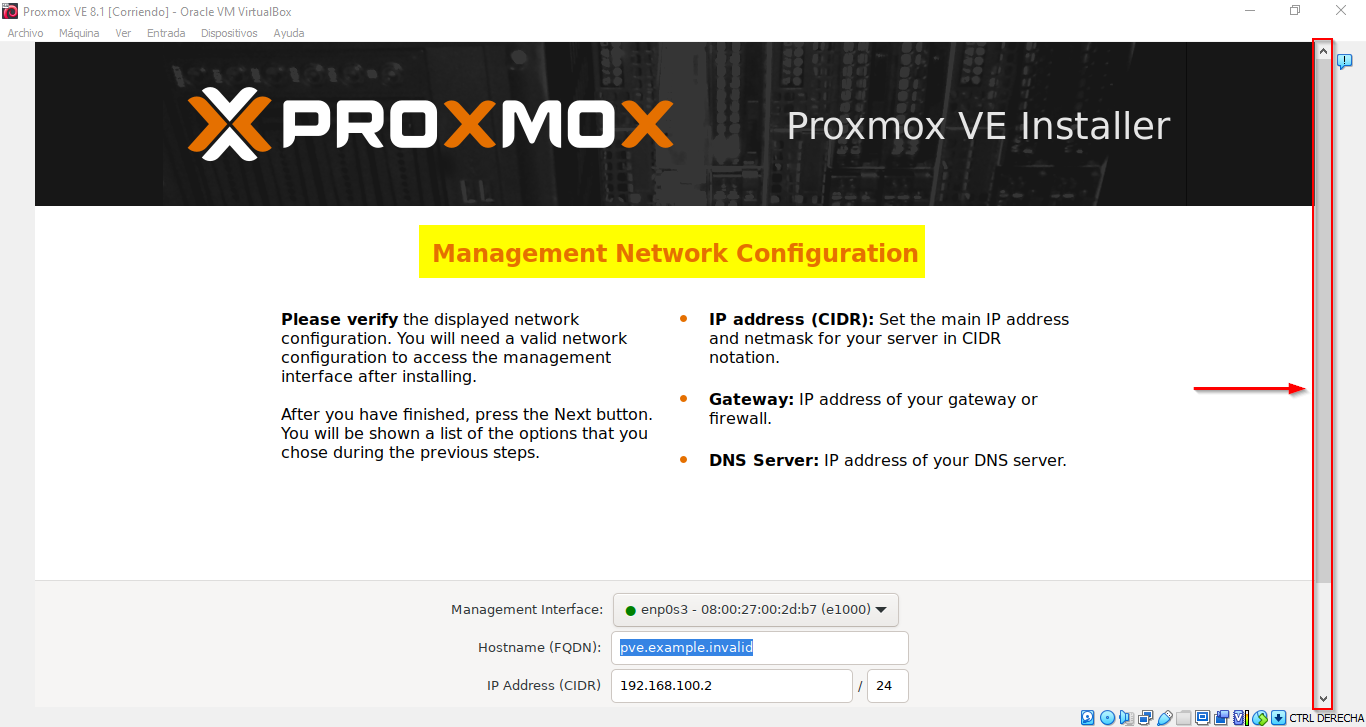 Proxmox VE 8.1 [Corriendo] - Oracle VM VirtualBox
Archivo Máquina Ver Entrada Dispositivos Ayuda
PROXMOX
Proxmox VE Installer
Management Network Configuration
Please verify the displayed network
configuration. You will need a valid network
configuration to access the management
interface after installing.
After you have finished, press the Next button.
You will be shown a list of the options that you
chose during the previous steps.
• IP address (CIDR): Set the main IP address
and netmask for your server in CIDR
notation.
• Gateway: IP address of your gateway or
firewall.
• DNS Server: IP address of your DNS server.
Management Interface: enp0s3 - 08:00:27:00:2d:b7 (e1000)
Hostname (FQDN): pve.example.invalid
IP Address (CIDR) 192.168.100.2 / 24
CTRL DERECHA